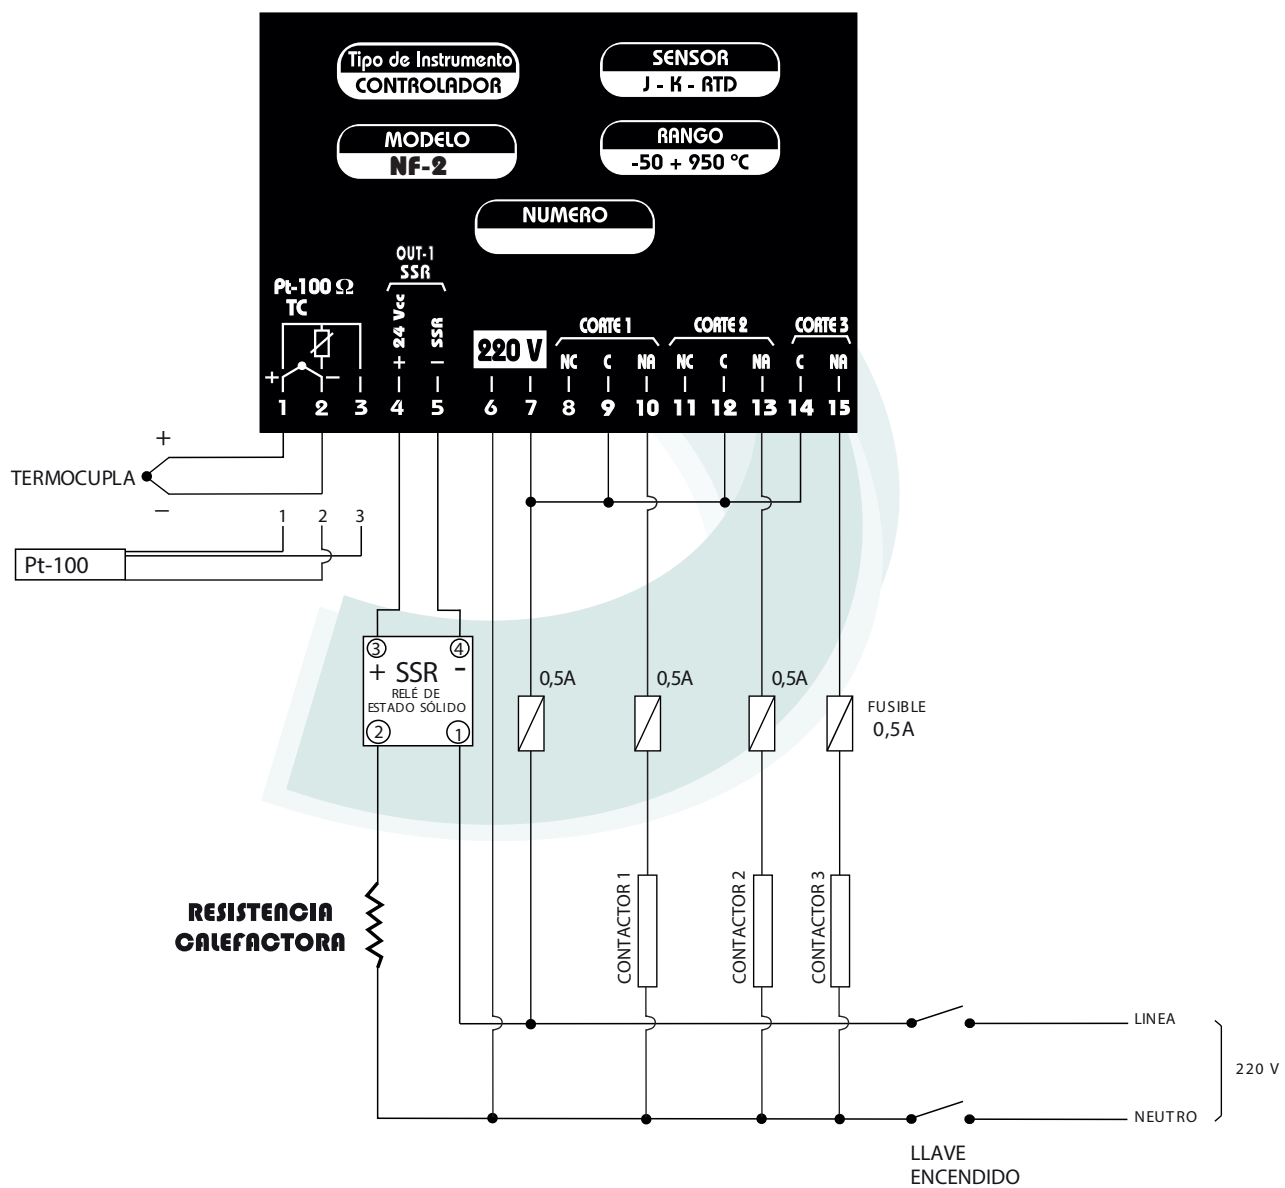 Tipo de Instrumento
CONTROLADOR
SENSOR
J - K - RTD
MODELO
NF-2
RANGO
-50 + 950 °C
NUMERO
OUT-1
SSR
Pt-100 Ω
TC
+ 24 Vcc
- SSR
220 V
CORTE 1
CORTE 2
CORTE 3
NC C NA NC C NA C NA
+ -
1 2 3 4 5 6 7 8 9 10 11 12 13 14 15
+
TERMOCUPLA
-
1 2 3
Pt-100
3 4
+ SSR -
RELÉ DE
ESTADO SÓLIDO
2 1
0,5A
0,5A
0,5A
FUSIBLE
0,5A
RESISTENCIA
CALEFACTORA
CONTACTOR 1
CONTACTOR 2
CONTACTOR 3
LINEA
220 V
NEUTRO
LLAVE
ENCENDIDO